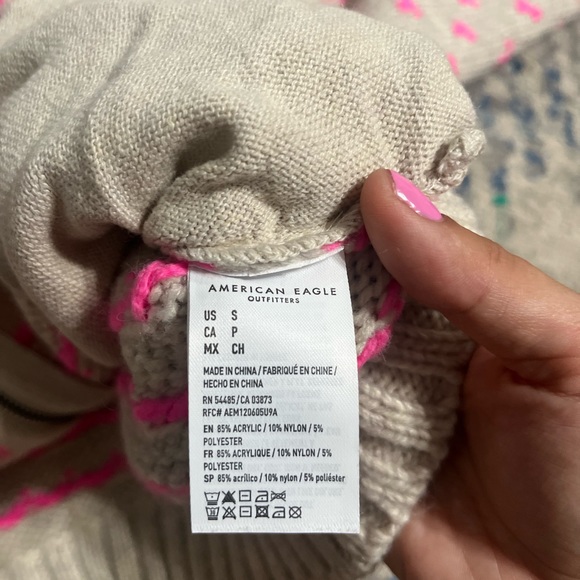 AMERICAN EAGLE
OUTFITTERS
US S
CA P
MX CH
MADE IN CHINA / FABRIQUÉ EN CHINE /
HECHO EN CHINA
RN 54485/CA 03873
RFC# AEM120605U9A
EN 85% ACRYLIC / 10% NYLON / 5%
POLYESTER
FR 85% ACRYLIQUE / 10% NYLON / 5%
POLYESTER
SP 85% acrílico / 10% nylon / 5% poliéster